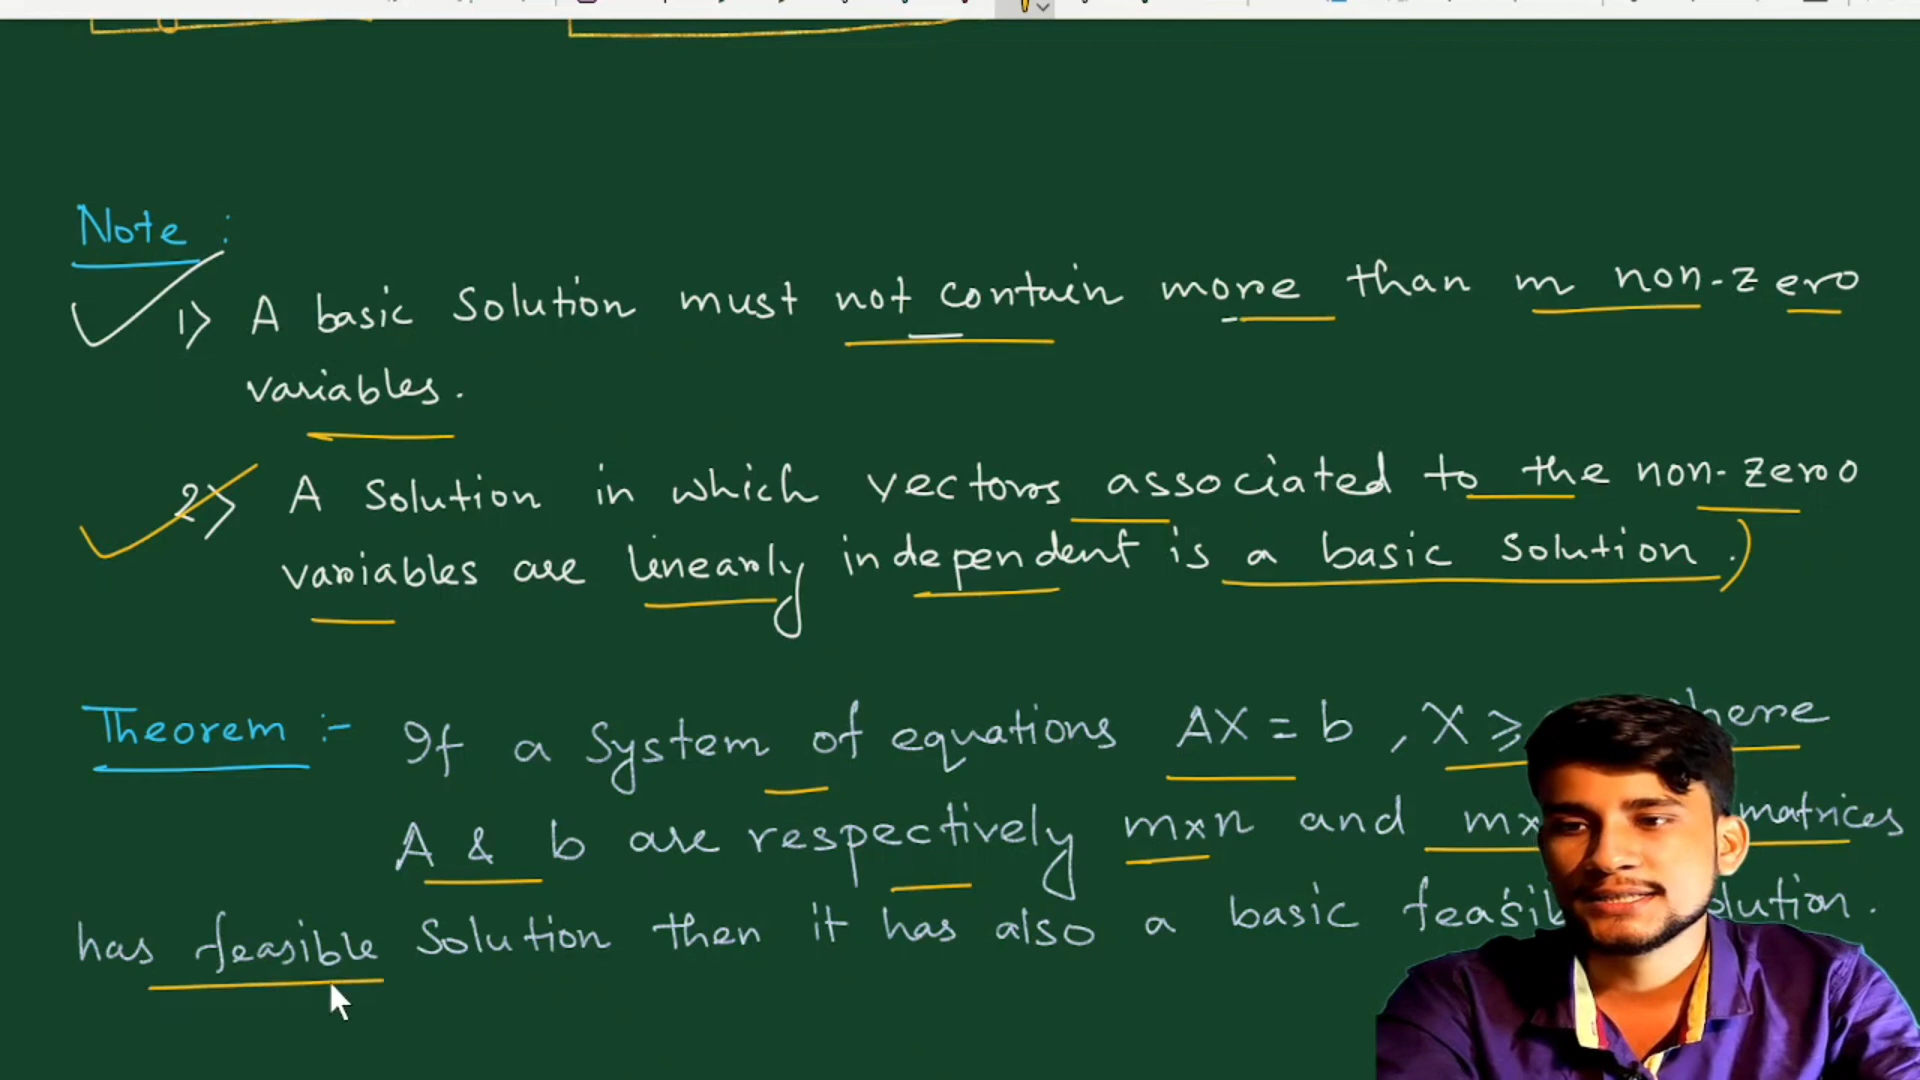 Note :
1) A basic Solution must not contain more than m non-zero
variables.
2) A Solution in which vectors associated to the non-zero
variables are linearly independent is a basic solution.)
Theorem :- If a System of equations AX = b , X ≥
A & b are respectively mxn and matrices
has feasible Solution then it has also a basic